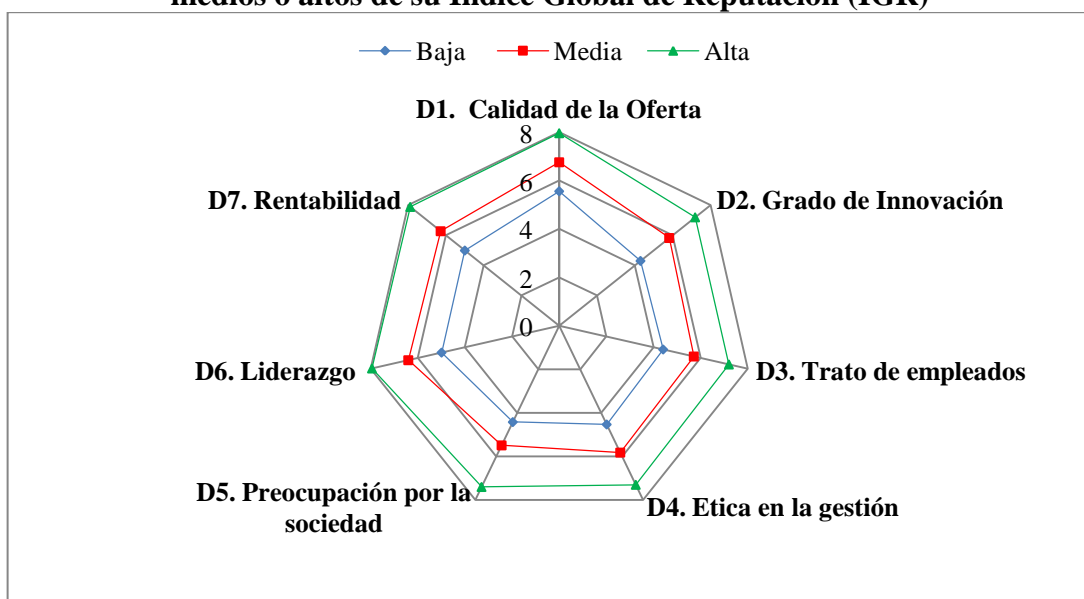 medios o altos de su Índice Global de Reputación (IGR)
Baja Media Alta
D1. Calidad de la Oferta
8
D7. Rentabilidad
D2. Grado de Innovación
6
4
2
0
D6. Liderazgo
D3. Trato de empleados
D5. Preocupación por la
sociedad
D4. Etica en la gestión